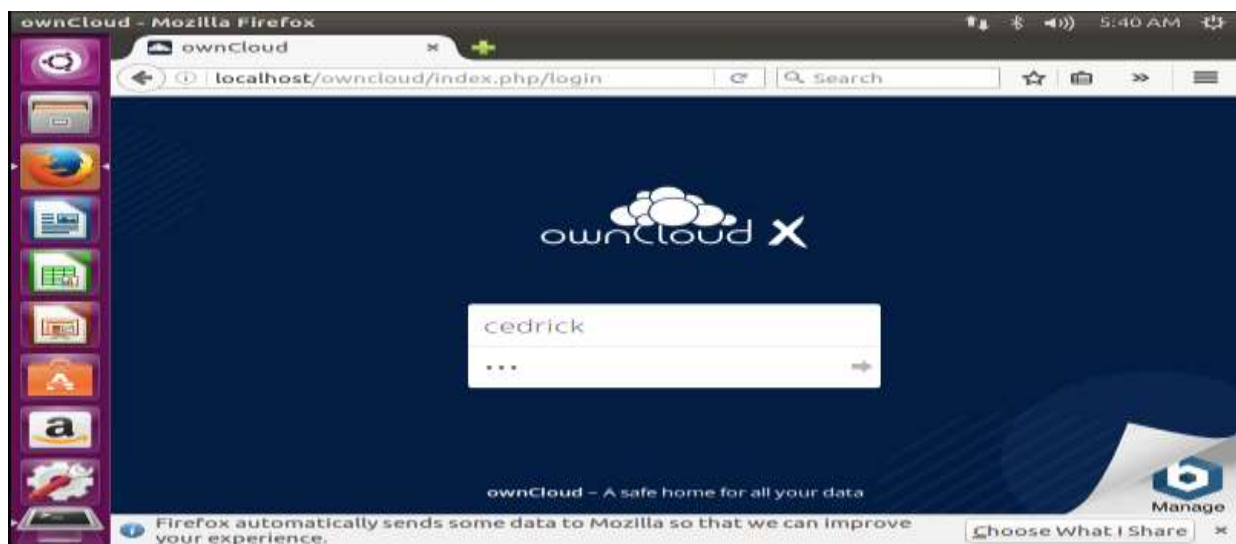 ownCloud - Mozilla Firefox
5:40 AM
ownCloud
localhost/owncloud/index.php/login
Search
ownCloud X
cedrick
•••
ownCloud – A safe home for all your data
Manage
Firefox automatically sends some data to Mozilla so that we can improve
your experience.
Choose What I Share